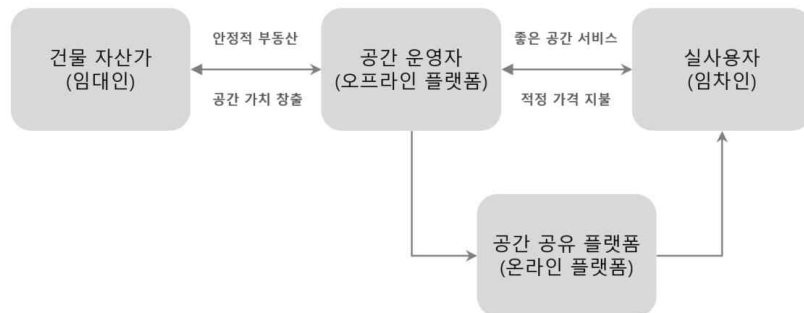 건물 자산가
(임대인)
안정적 부동산
공간 가치 창출
공간 운영자
(오프라인 플랫폼)
좋은 공간 서비스
적정 가격 지불
실사용자
(임차인)
공간 공유 플랫폼
(온라인 플랫폼)